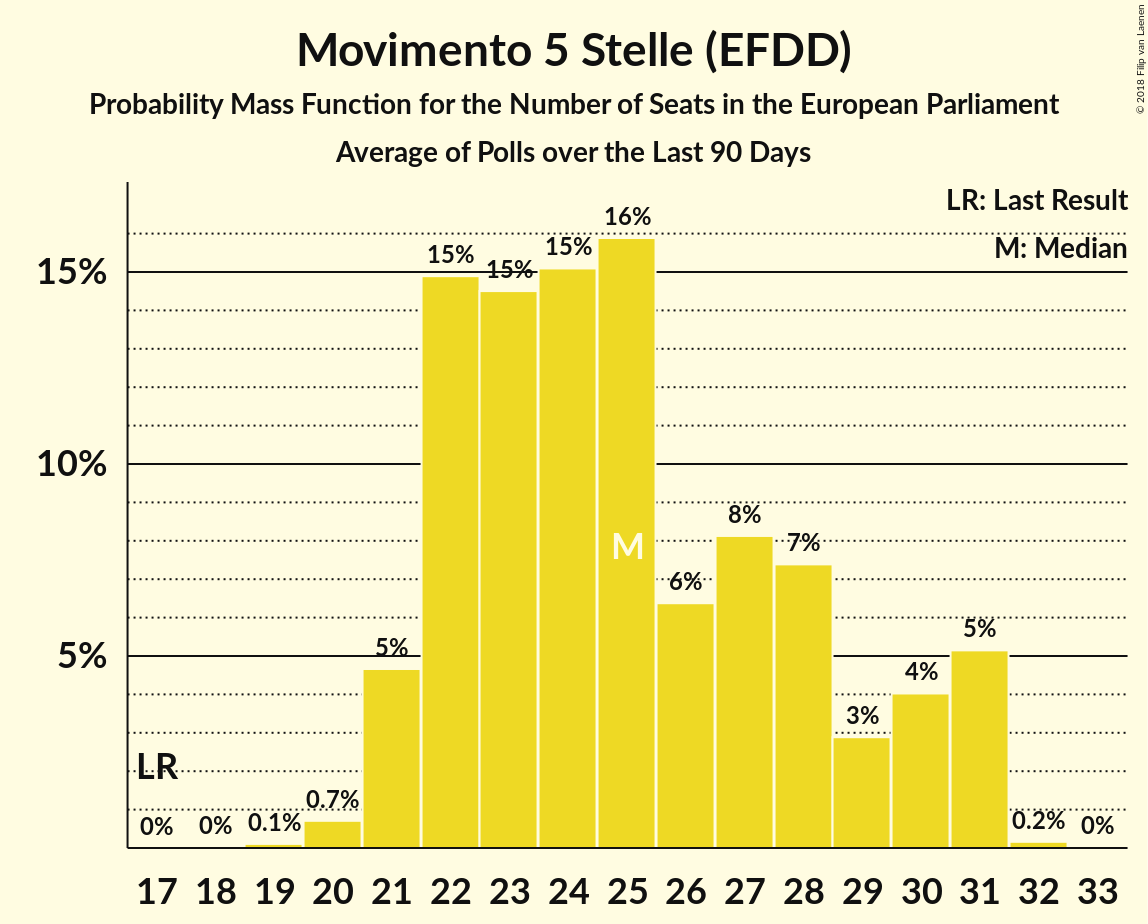 Movimento 5 Stelle (EFDD)
Probability Mass Function for the Number of Seats in the European Parliament
Average of Polls over the Last 90 Days
© 2018 Filip van Laenen
LR: Last Result
M: Median
15%
10%
5%
0% 0% 0.1% 0.7% 5% 15% 15% 15% 16% 6% 8% 7% 3% 4% 5% 0.2% 0%
LR
M
17 18 19 20 21 22 23 24 25 26 27 28 29 30 31 32 33